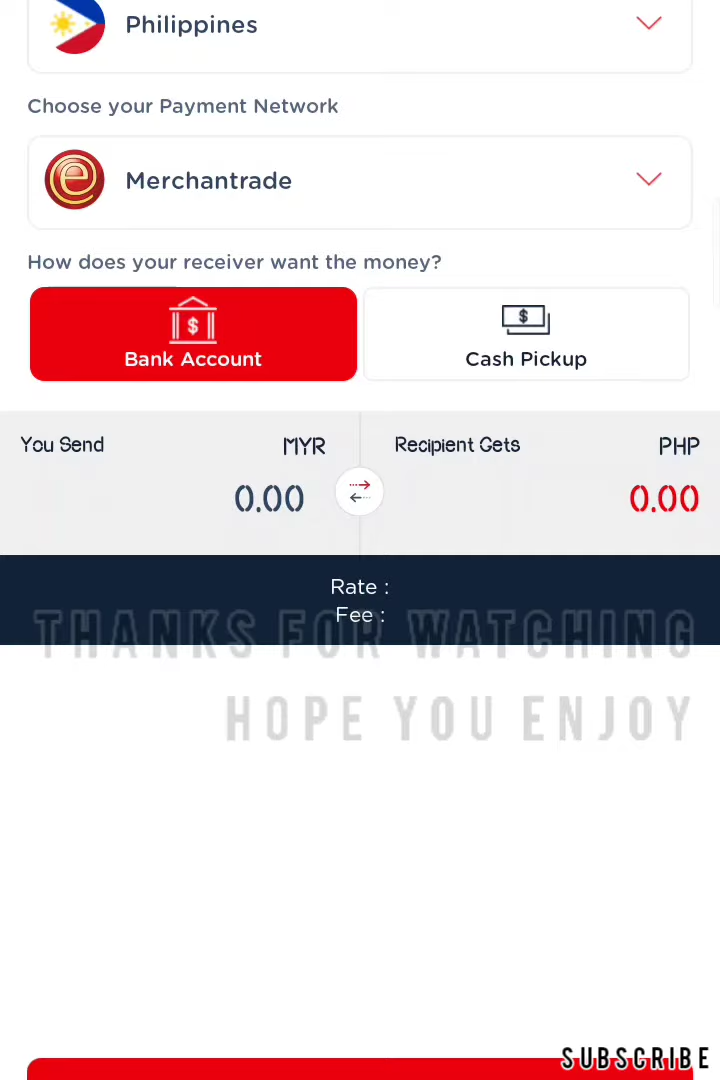 Philippines
Choose your Payment Network
Merchantrade
How does your receiver want the money?
Bank Account
Cash Pickup
You Send MYR
Recipient Gets PHP
0.00
0.00
Rate :
Fee :
THANKS FOR WATCHING
HOPE YOU ENJOY
SUBSCRIBE